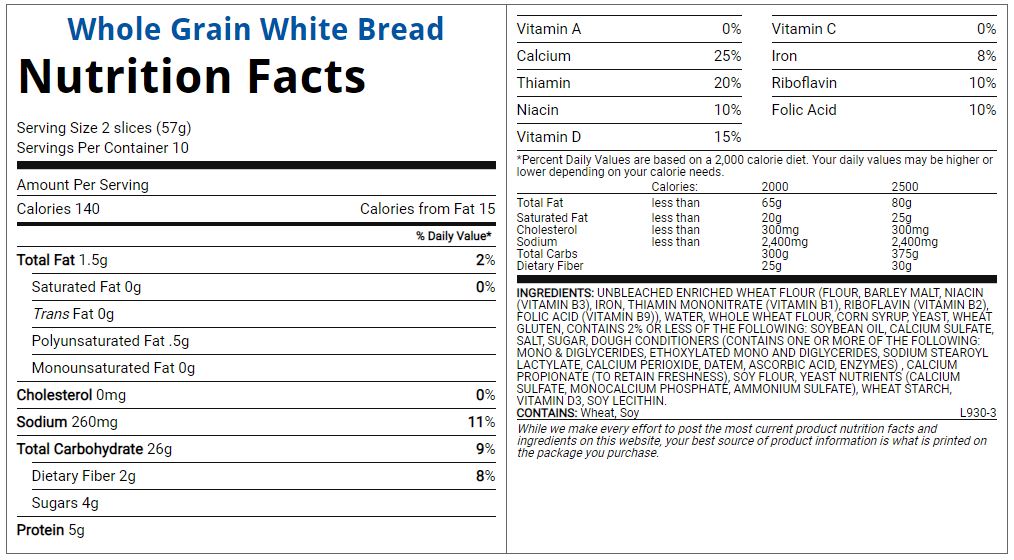 Whole Grain White Bread
Nutrition Facts
Serving Size 2 slices (57g)
Servings Per Container 10
Amount Per Serving
Calories 140 Calories from Fat 15
% Daily Value*
Total Fat 1.5g 2%
Saturated Fat 0g 0%
Trans Fat 0g
Polyunsaturated Fat .5g
Monounsaturated Fat 0g
Cholesterol 0mg 0%
Sodium 260mg 11%
Total Carbohydrate 26g 9%
Dietary Fiber 2g 8%
Sugars 4g
Protein 5g
Vitamin A 0% Vitamin C 0%
Calcium 25% Iron 8%
Thiamin 20% Riboflavin 10%
Niacin 10% Folic Acid 10%
Vitamin D 15%
*Percent Daily Values are based on a 2,000 calorie diet. Your daily values may be higher or
lower depending on your calorie needs.
Calories: 2000 2500
Total Fat less than 65g 80g
Saturated Fat less than 20g 25g
Cholesterol less than 300mg 300mg
Sodium less than 2,400mg 2,400mg
Total Carbs 300g 375g
Dietary Fiber 25g 30g
INGREDIENTS: UNBLEACHED ENRICHED WHEAT FLOUR (FLOUR, BARLEY MALT, NIACIN
(VITAMIN B3), IRON, THIAMIN MONONITRATE (VITAMIN B1), RIBOFLAVIN (VITAMIN B2),
FOLIC ACID (VITAMIN B9)), WATER, WHOLE WHEAT FLOUR, CORN SYRUP, YEAST, WHEAT
GLUTEN, CONTAINS 2% OR LESS OF THE FOLLOWING: SOYBEAN OIL, CALCIUM SULFATE,
SALT, SUGAR, DOUGH CONDITIONERS (CONTAINS ONE OR MORE OF THE FOLLOWING:
MONO & DIGLYCERIDES, ETHOXYLATED MONO AND DIGLYCERIDES, SODIUM STEAROYL
LACTYLATE, CALCIUM PEROXIDE, DATEM, ASCORBIC ACID, ENZYMES) , CALCIUM
PROPIONATE (TO RETAIN FRESHNESS), SOY FLOUR, YEAST NUTRIENTS (CALCIUM
SULFATE, MONOCALCIUM PHOSPHATE, AMMONIUM SULFATE), WHEAT STARCH,
VITAMIN D3, SOY LECITHIN.
CONTAINS: Wheat, Soy L930-3
While we make every effort to post the most current product nutrition facts and
ingredients on this website, your best source of product information is what is printed on
the package you purchase.